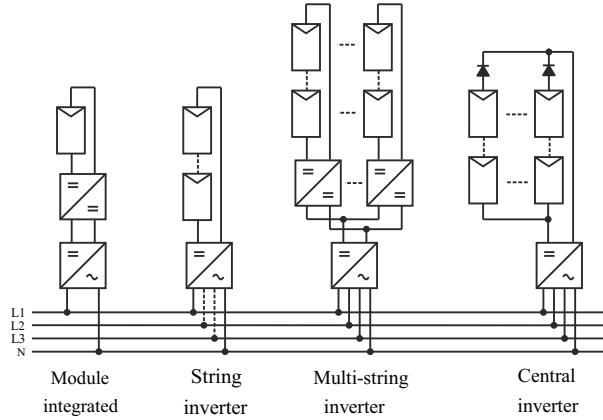 L1
L2
L3
N
Module
integrated
String
inverter
Multi-string
inverter
Central
inverter